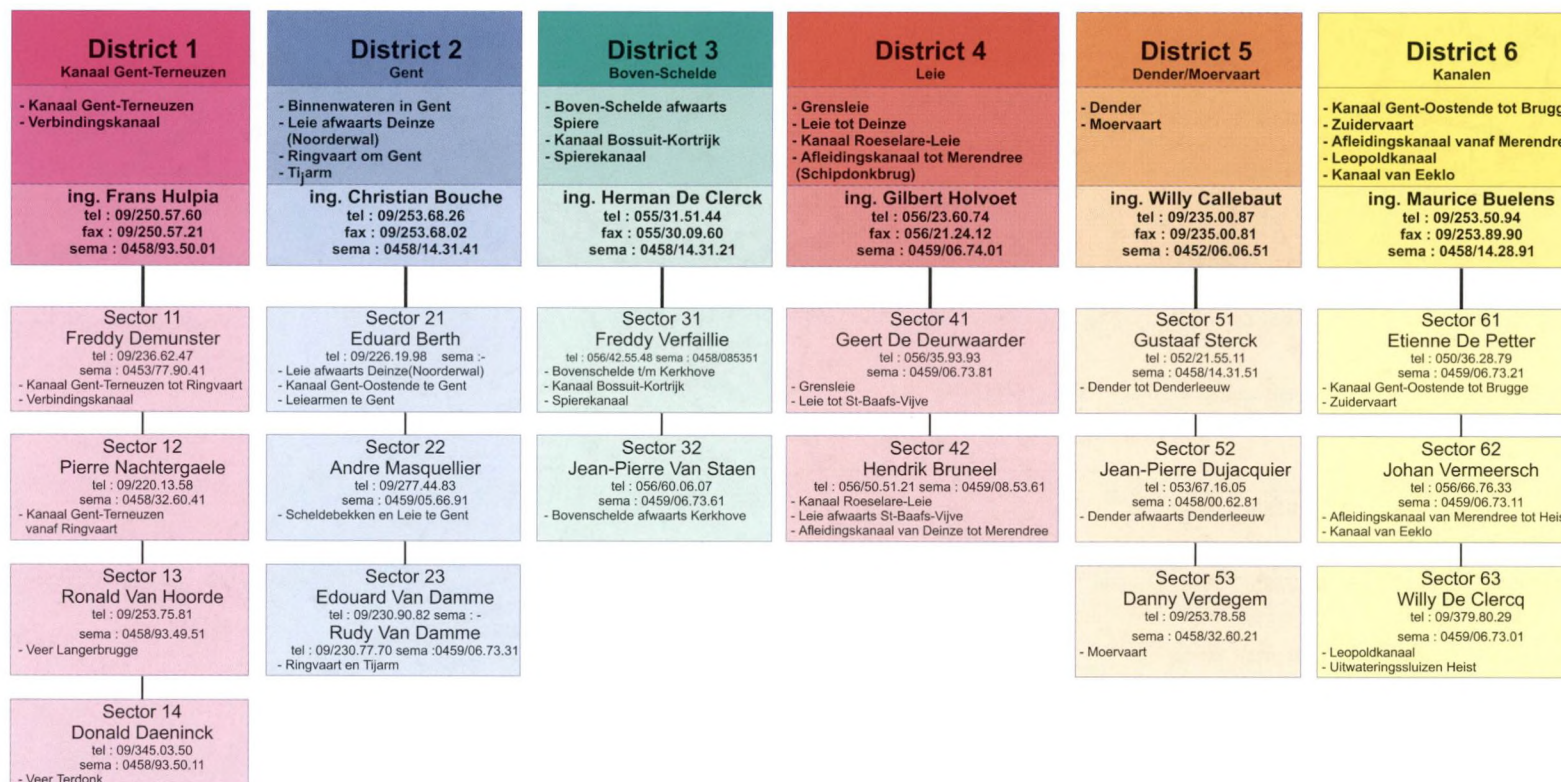 District 1
Kanaal Gent-Terneuzen
- Kanaal Gent-Terneuzen
- Verbindingskanaal
ing. Frans Hulpia
tel : 09/250.57.60
fax : 09/250.57.21
sema : 0458/93.50.01
Sector 11
Freddy Demunster
tel : 09/236.62.47
sema : 0453/77.90.41
- Kanaal Gent-Terneuzen tot Ringvaart
- Verbindingskanaal
Sector 12
Pierre Nachtergaele
tel : 09/220.13.58
sema : 0458/32.60.41
- Kanaal Gent-Terneuzen
vanaf Ringvaart
Sector 13
Ronald Van Hoorde
tel : 09/253.75.81
sema : 0458/93.49.51
- Veer Langerbrugge
Sector 14
Donald Daeninck
tel : 09/345.03.50
sema : 0458/93.50.11
- Veer Terdonk
District 2
Gent
- Binnenwateren in Gent
- Leie afwaarts Deinze
(Noorderwal)
- Ringvaart om Gent
- Tijarm
ing. Christian Bouche
tel : 09/253.68.26
fax : 09/253.68.02
sema : 0458/14.31.41
Sector 21
Eduard Berth
tel : 09/226.19.98 sema :-
- Leie afwaarts Deinze(Noorderwal)
- Kanaal Gent-Oostende te Gent
- Leiearmen te Gent
Sector 22
Andre Masquellier
tel : 09/277.44.83
sema : 0459/05.66.91
- Scheldebekken en Leie te Gent
Sector 23
Edouard Van Damme
tel : 09/230.90.82 sema : -
Rudy Van Damme
tel : 09/230.77.70 sema :0459/06.73.31
- Ringvaart en Tijarm
District 3
Boven-Schelde
- Boven-Schelde afwaarts
Spiere
- Kanaal Bossuit-Kortrijk
- Spierekanaal
ing. Herman De Clerck
tel : 055/31.51.44
fax : 055/30.09.60
sema : 0458/14.31.21
Sector 31
Freddy Verfaillie
tel : 056/42.55.48 sema : 0458/085351
- Bovenschelde t/m Kerkhove
- Kanaal Bossuit-Kortrijk
- Spierekanaal
Sector 32
Jean-Pierre Van Staen
tel : 056/60.06.07
sema : 0459/06.73.61
- Bovenschelde afwaarts Kerkhove
District 4
Leie
- Grensleie
- Leie tot Deinze
- Kanaal Roeselare-Leie
- Afleidingskanaal tot Merendree
(Schipdonkbrug)
ing. Gilbert Holvoet
tel : 056/23.60.74
fax : 056/21.24.12
sema : 0459/06.74.01
Sector 41
Geert De Deurwaarder
tel : 056/35.93.93
sema : 0459/06.73.81
- Grensleie
- Leie tot St-Baafs-Vijve
Sector 42
Hendrik Bruneel
tel : 056/50.51.21 sema : 0459/08.53.61
- Kanaal Roeselare-Leie
- Leie afwaarts St-Baafs-Vijve
- Afleidingskanaal van Deinze tot Merendree
District 5
Dender/Moervaart
- Dender
- Moervaart
ing. Willy Callebaut
tel : 09/235.00.87
fax : 09/235.00.81
sema : 0452/06.06.51
Sector 51
Gustaaf Sterck
tel : 052/21.55.11
sema : 0458/14.31.51
- Dender tot Denderleeuw
Sector 52
Jean-Pierre Dujacquier
tel : 053/67.16.05
sema : 0458/00.62.81
- Dender afwaarts Denderleeuw
Sector 53
Danny Verdegem
tel : 09/253.78.58
sema : 0458/32.60.21
- Moervaart
District 6
Kanalen
- Kanaal Gent-Oostende tot Brugg
- Zuidervaart
- Afleidingskanaal vanaf Merendre
- Leopoldkanaal
- Kanaal van Eeklo
ing. Maurice Buelens
tel : 09/253.50.94
fax : 09/253.89.90
sema : 0458/14.28.91
Sector 61
Etienne De Petter
tel : 050/36.28.79
sema : 0459/06.73.21
- Kanaal Gent-Oostende tot Brugge
- Zuidervaart
Sector 62
Johan Vermeersch
tel : 056/66.76.33
sema : 0459/06.73.11
- Afleidingskanaal van Merendree tot Heis
- Kanaal van Eeklo
Sector 63
Willy De Clercq
tel : 09/379.80.29
sema : 0459/06.73.01
- Leopoldkanaal
- Uitwateringssluizen Heist